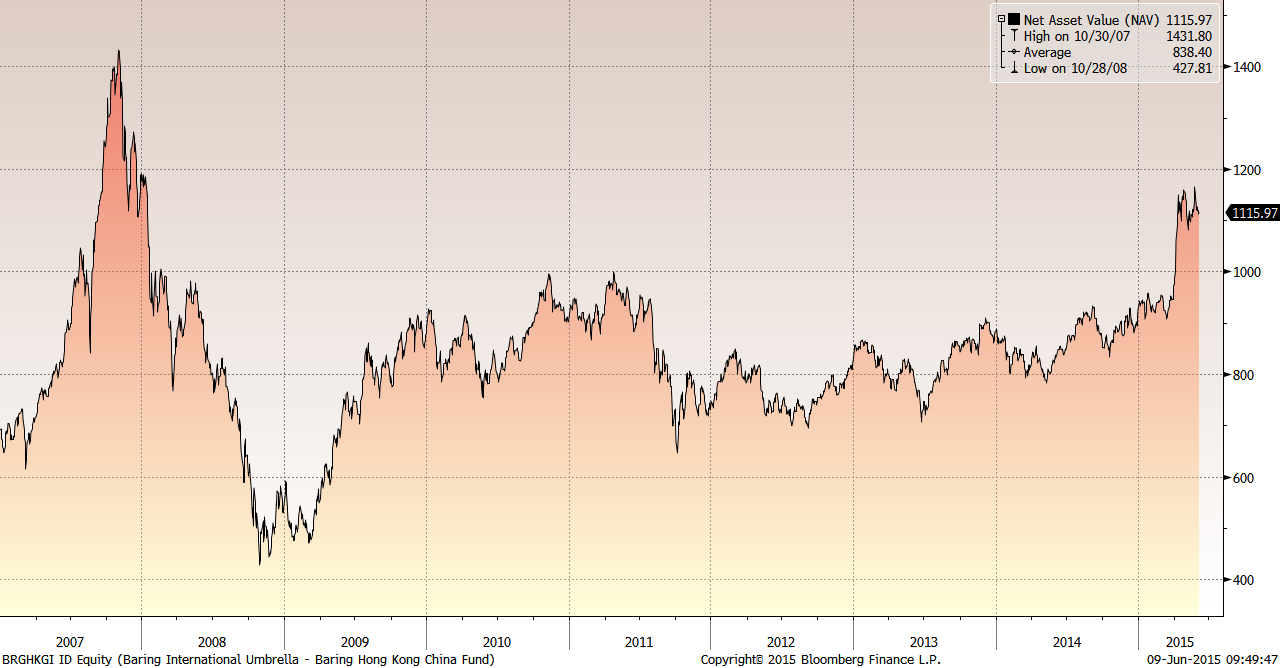 Net Asset Value (NAV) 1115.97
High on 10/30/07 1431.80
Average 838.40
Low on 10/28/08 427.81
1400
1200
1115.97
1000
800
600
400
2007 2008 2009 2010 2011 2012 2013 2014 2015
BRGHKGI ID Equity (Baring International Umbrella - Baring Hong Kong China Fund) Copyright© 2015 Bloomberg Finance L.P. 09-Jun-2015 09:49:47